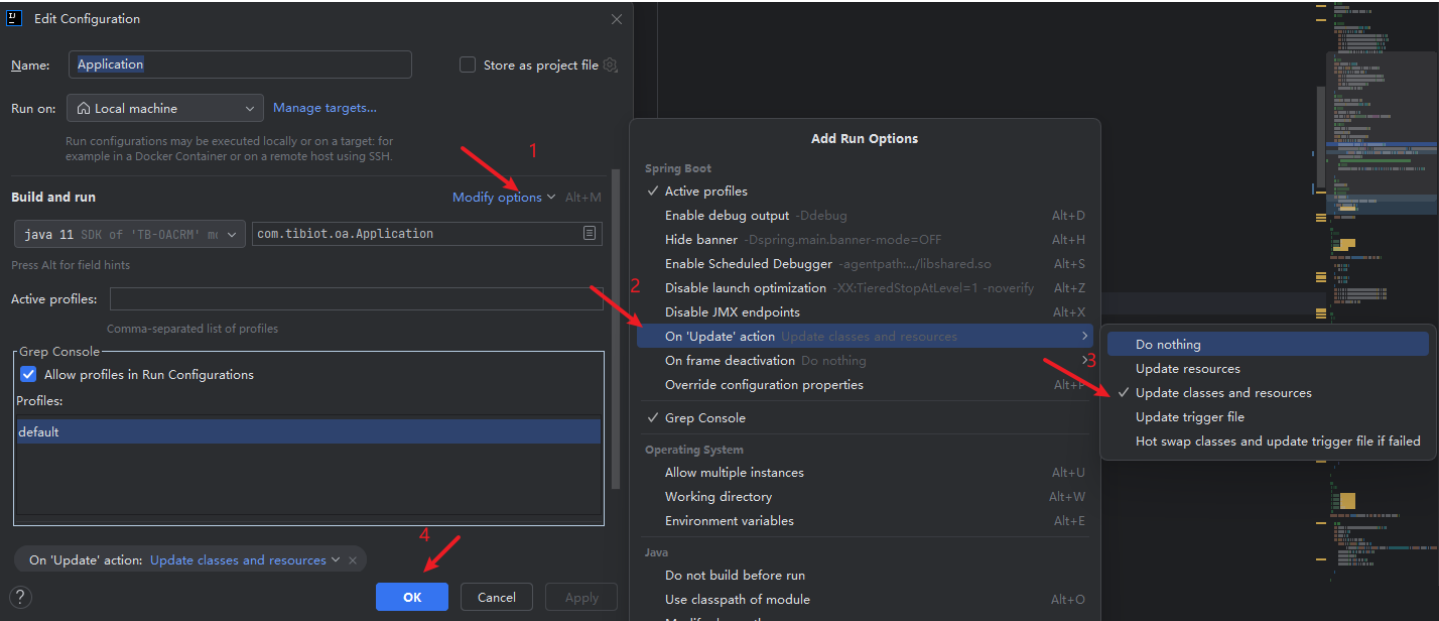 Edit Configuration
Name: Application
Store as project file
Run on: Local machine
Manage targets...
Run configurations may be executed locally or on a target: for
example in a Docker Container or on a remote host using SSH.
1
Build and run
Modify options Alt+M
java 11 SDK of 'TB-OACRM' mo
com.tibiot.oa.Application
Press Alt for field hints
Active profiles:
Comma-separated list of profiles
Grep Console
Allow profiles in Run Configurations
Profiles:
default
4
On 'Update' action: Update classes and resources
? OK Cancel Apply
Add Run Options
Spring Boot
Active profiles
Enable debug output -Ddebug Alt+D
Hide banner -Dspring.main.banner-mode=OFF Alt+H
Enable Scheduled Debugger -agentpath:.../libshared.so Alt+S
2
Disable launch optimization -XX:TieredStopAtLevel=1 -noverify Alt+Z
Disable JMX endpoints Alt+X
On 'Update' action Update classes and resources
On frame deactivation Do nothing
3
Override configuration properties Alt+P
Grep Console
Operating System
Allow multiple instances Alt+U
Working directory Alt+W
Environment variables Alt+E
Java
Do not build before run
Use classpath of module Alt+O
Do nothing
Update resources
Update classes and resources
Update trigger file
Hot swap classes and update trigger file if failed